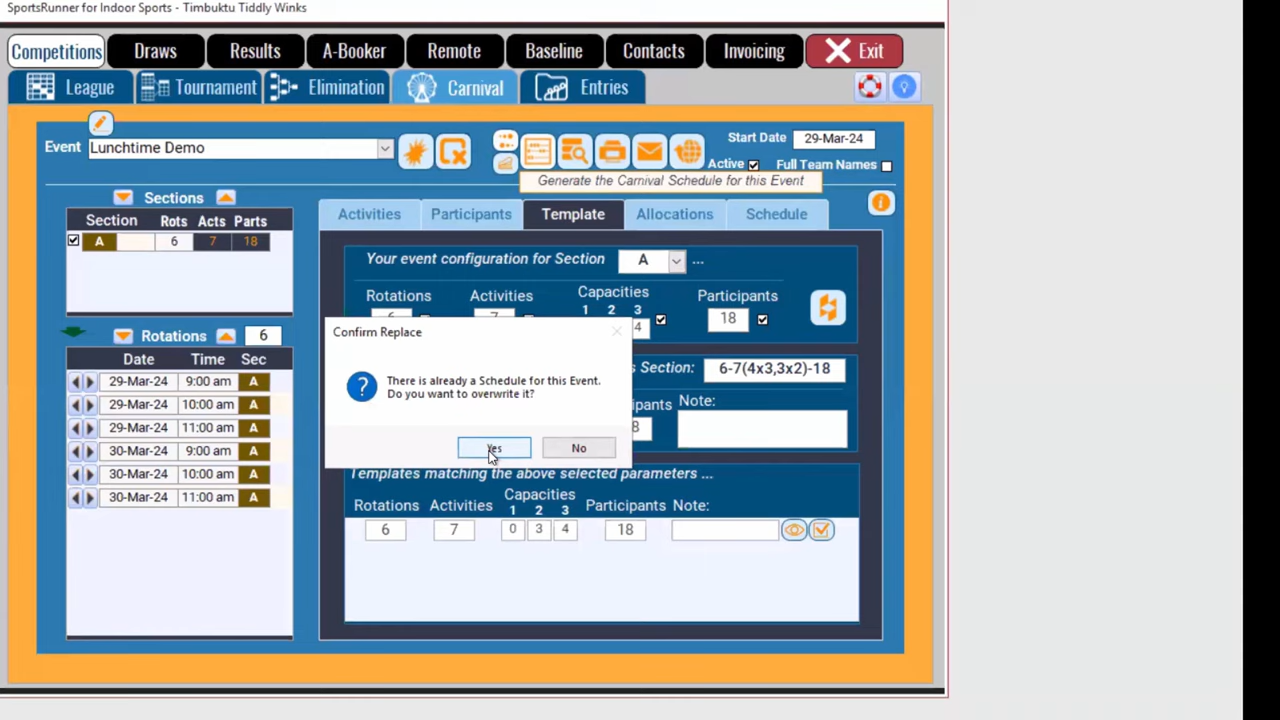 SportsRunner for Indoor Sports - Timbuktu Tiddly Winks
Competitions Draws Results A-Booker Remote Baseline Contacts Invoicing Exit
League Tournament Elimination Carnival Entries
Event Lunchtime Demo
Start Date 29-Mar-24
Active Full Team Names
Generate the Carnival Schedule for this Event
Sections
Section Rots Acts Parts
A 6 7 18
Rotations 6
Date Time Sec
29-Mar-24 9:00 am A
29-Mar-24 10:00 am A
29-Mar-24 11:00 am A
30-Mar-24 9:00 am A
30-Mar-24 10:00 am A
30-Mar-24 11:00 am A
Activities Participants Template Allocations Schedule
Your event configuration for Section A ...
Rotations Activities Capacities Participants
1 2 3
4 18
Confirm Replace
There is already a Schedule for this Event.
Do you want to overwrite it?
Yes No
s Section: 6-7(4x3,3x2)-18
ipants Note:
8
Templates matching the above selected parameters ...
Rotations Activities Capacities Participants Note:
1 2 3
6 7 0 3 4 18